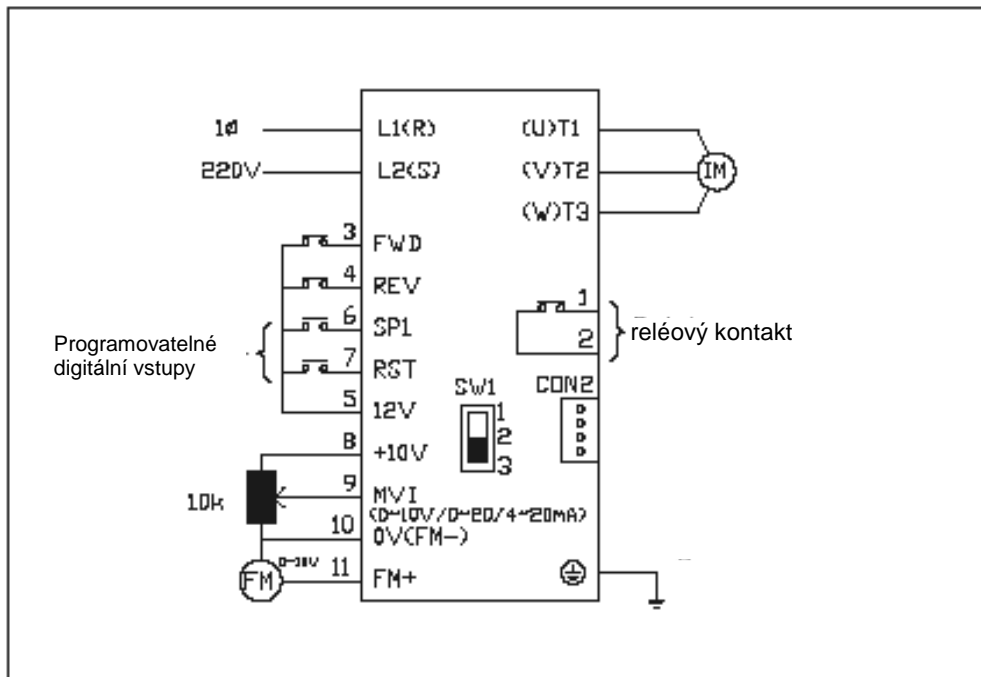 1Ø L1(R) (U)T1
220V L2(S) (V)T2 IM
(W)T3
3 FWD
4 REV 1
6 SP1 2 reléový kontakt
Programovatelné
digitální vstupy
7 RST
SW1 CON2
5 12V 1
2
3
8 +10V
10k 9 MVI
(0~10V/0~20/4~20mA)
10 0V(FM-)
FM 0-10V 11 FM+